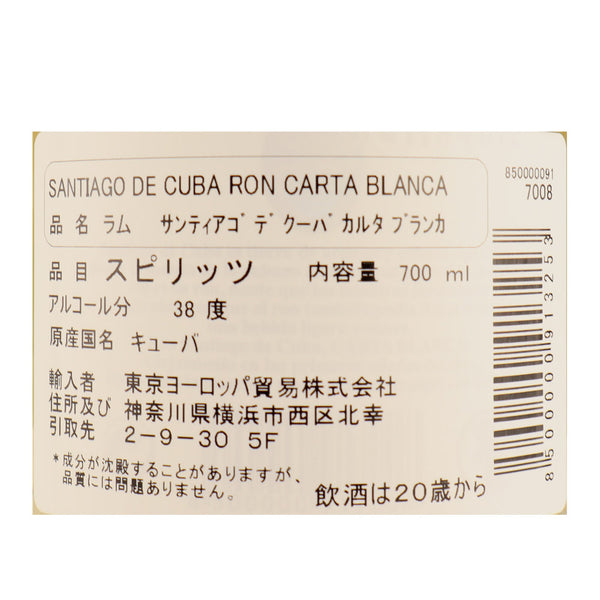 SANTIAGO DE CUBA RON CARTA BLANCA
品 名 ラム サンティアゴ デ クーバ カルタ ブランカ
品 目 スピリッツ 内容量 700 ml
アルコール分 38 度
原産国名 キューバ
輸入者 東京ヨーロッパ貿易株式会社
住所及び 神奈川県横浜市西区北幸
引取先 2-9-30 5F
*成分が沈殿することがありますが、
品質には問題ありません。
飲酒は20歳から
850000091
7008
8500000913253